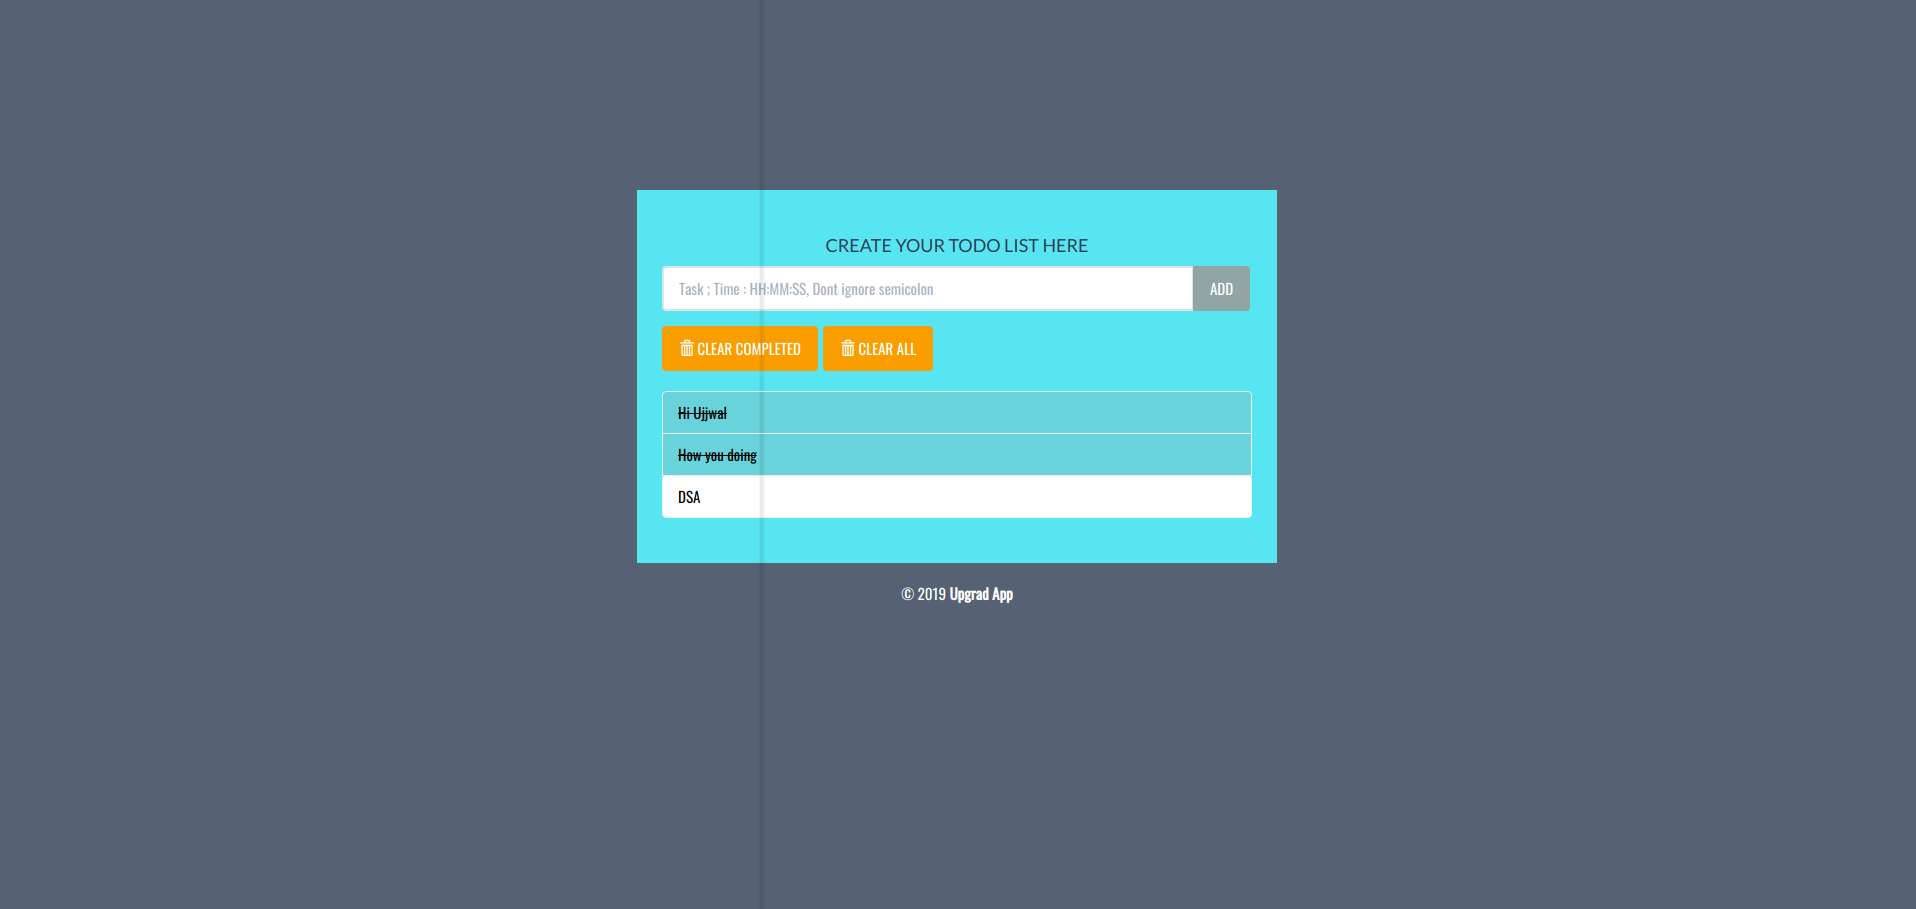 CREATE YOUR TODO LIST HERE
Task ; Time : HH:MM:SS, Dont ignore semicolon
ADD
CLEAR COMPLETED
CLEAR ALL
Hi Ujjwal
How you doing
DSA
© 2019 Upgrad App